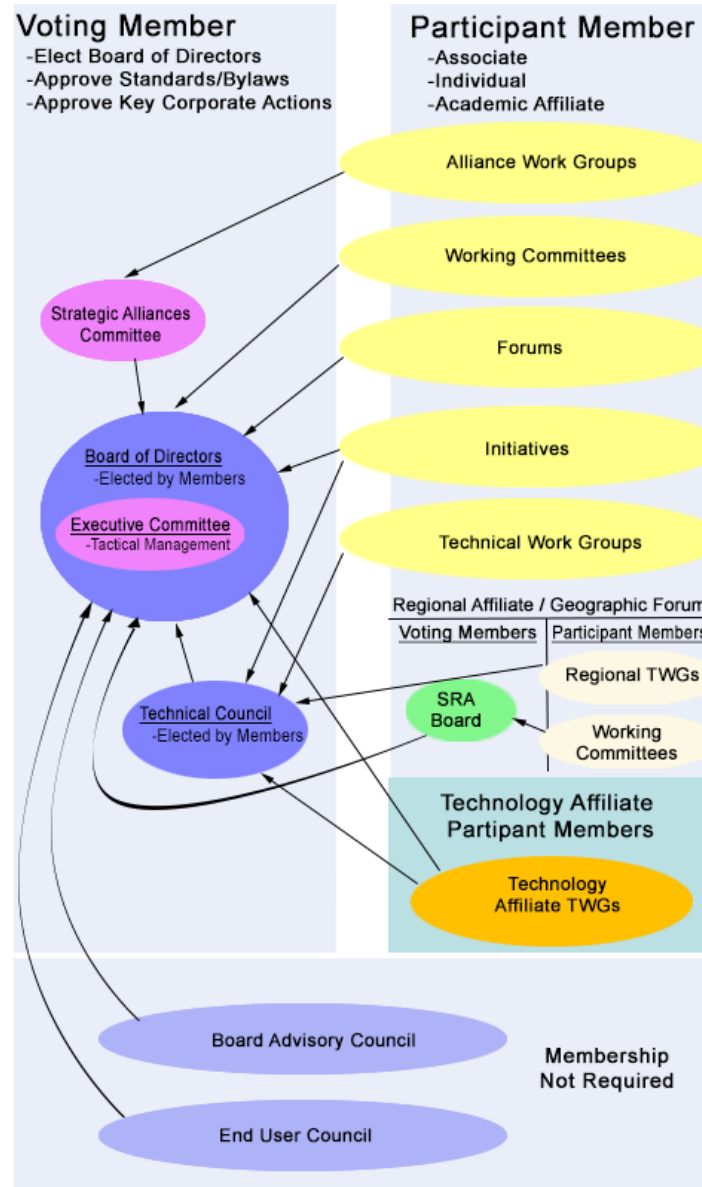 Voting Member
-Elect Board of Directors
-Approve Standards/Bylaws
-Approve Key Corporate Actions
Participant Member
-Associate
-Individual
-Academic Affiliate
Alliance Work Groups
Working Committees
Strategic Alliances
Committee
Forums
Board of Directors
-Elected by Members
Initiatives
Executive Committee
-Tactical Management
Technical Work Groups
Regional Affiliate / Geographic Forum
Voting Members
Participant Members
Regional TWGs
SRA
Board
Technical Council
-Elected by Members
Working
Committees
Technology Affiliate
Partipant Members
Technology
Affiliate TWGs
Board Advisory Council
Membership
Not Required
End User Council